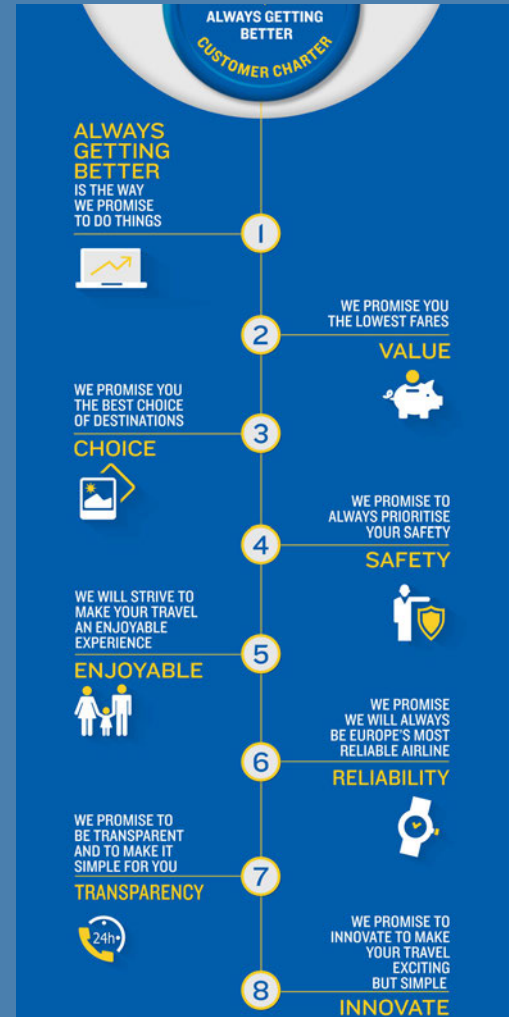 ALWAYS GETTING
BETTER
CUSTOMER CHARTER
ALWAYS
GETTING
BETTER
IS THE WAY
WE PROMISE
TO DO THINGS
1
2
WE PROMISE YOU
THE LOWEST FARES
VALUE
WE PROMISE YOU
THE BEST CHOICE
OF DESTINATIONS
3
CHOICE
WE PROMISE TO
ALWAYS PRIORITISE
YOUR SAFETY
4
SAFETY
WE WILL STRIVE TO
MAKE YOUR TRAVEL
AN ENJOYABLE
EXPERIENCE
5
ENJOYABLE
WE PROMISE
WE WILL ALWAYS
BE EUROPE'S MOST
RELIABLE AIRLINE
6
RELIABILITY
WE PROMISE TO
BE TRANSPARENT
AND TO MAKE IT
SIMPLE FOR YOU
7
TRANSPARENCY
24h
WE PROMISE TO
INNOVATE TO MAKE
YOUR TRAVEL
EXCITING
BUT SIMPLE
8
INNOVATE